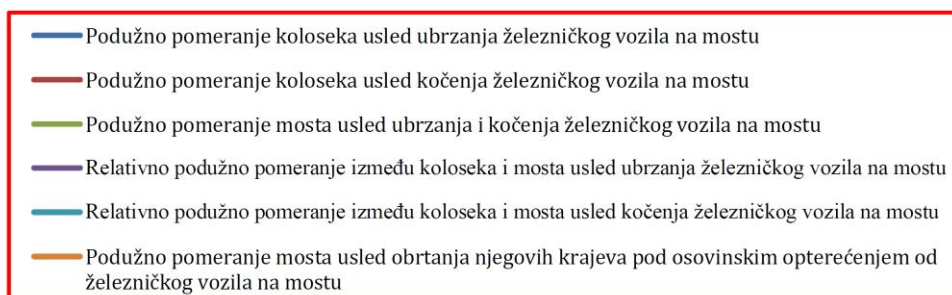 Podužno pomeranje koloseka usled ubrzanja železničkog vozila na mostu
Podužno pomeranje koloseka usled kočenja železničkog vozila na mostu
Podužno pomeranje mosta usled ubrzanja i kočenja železničkog vozila na mostu
Relativno podužno pomeranje između koloseka i mosta usled ubrzanja železničkog vozila na mostu
Relativno podužno pomeranje između koloseka i mosta usled kočenja železničkog vozila na mostu
Podužno pomeranje mosta usled obrtanja njegovih krajeva pod osovinskim opterećenjem od
železničkog vozila na mostu